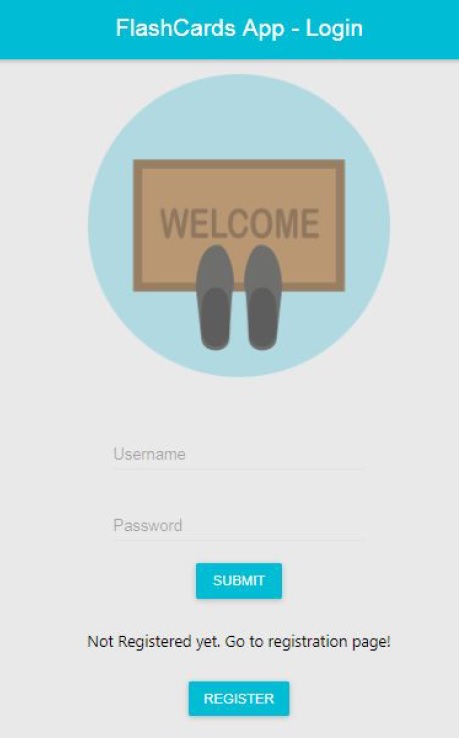 FlashCards App - Login
WELCOME
Username
Password
SUBMIT
Not Registered yet. Go to registration page!
REGISTER